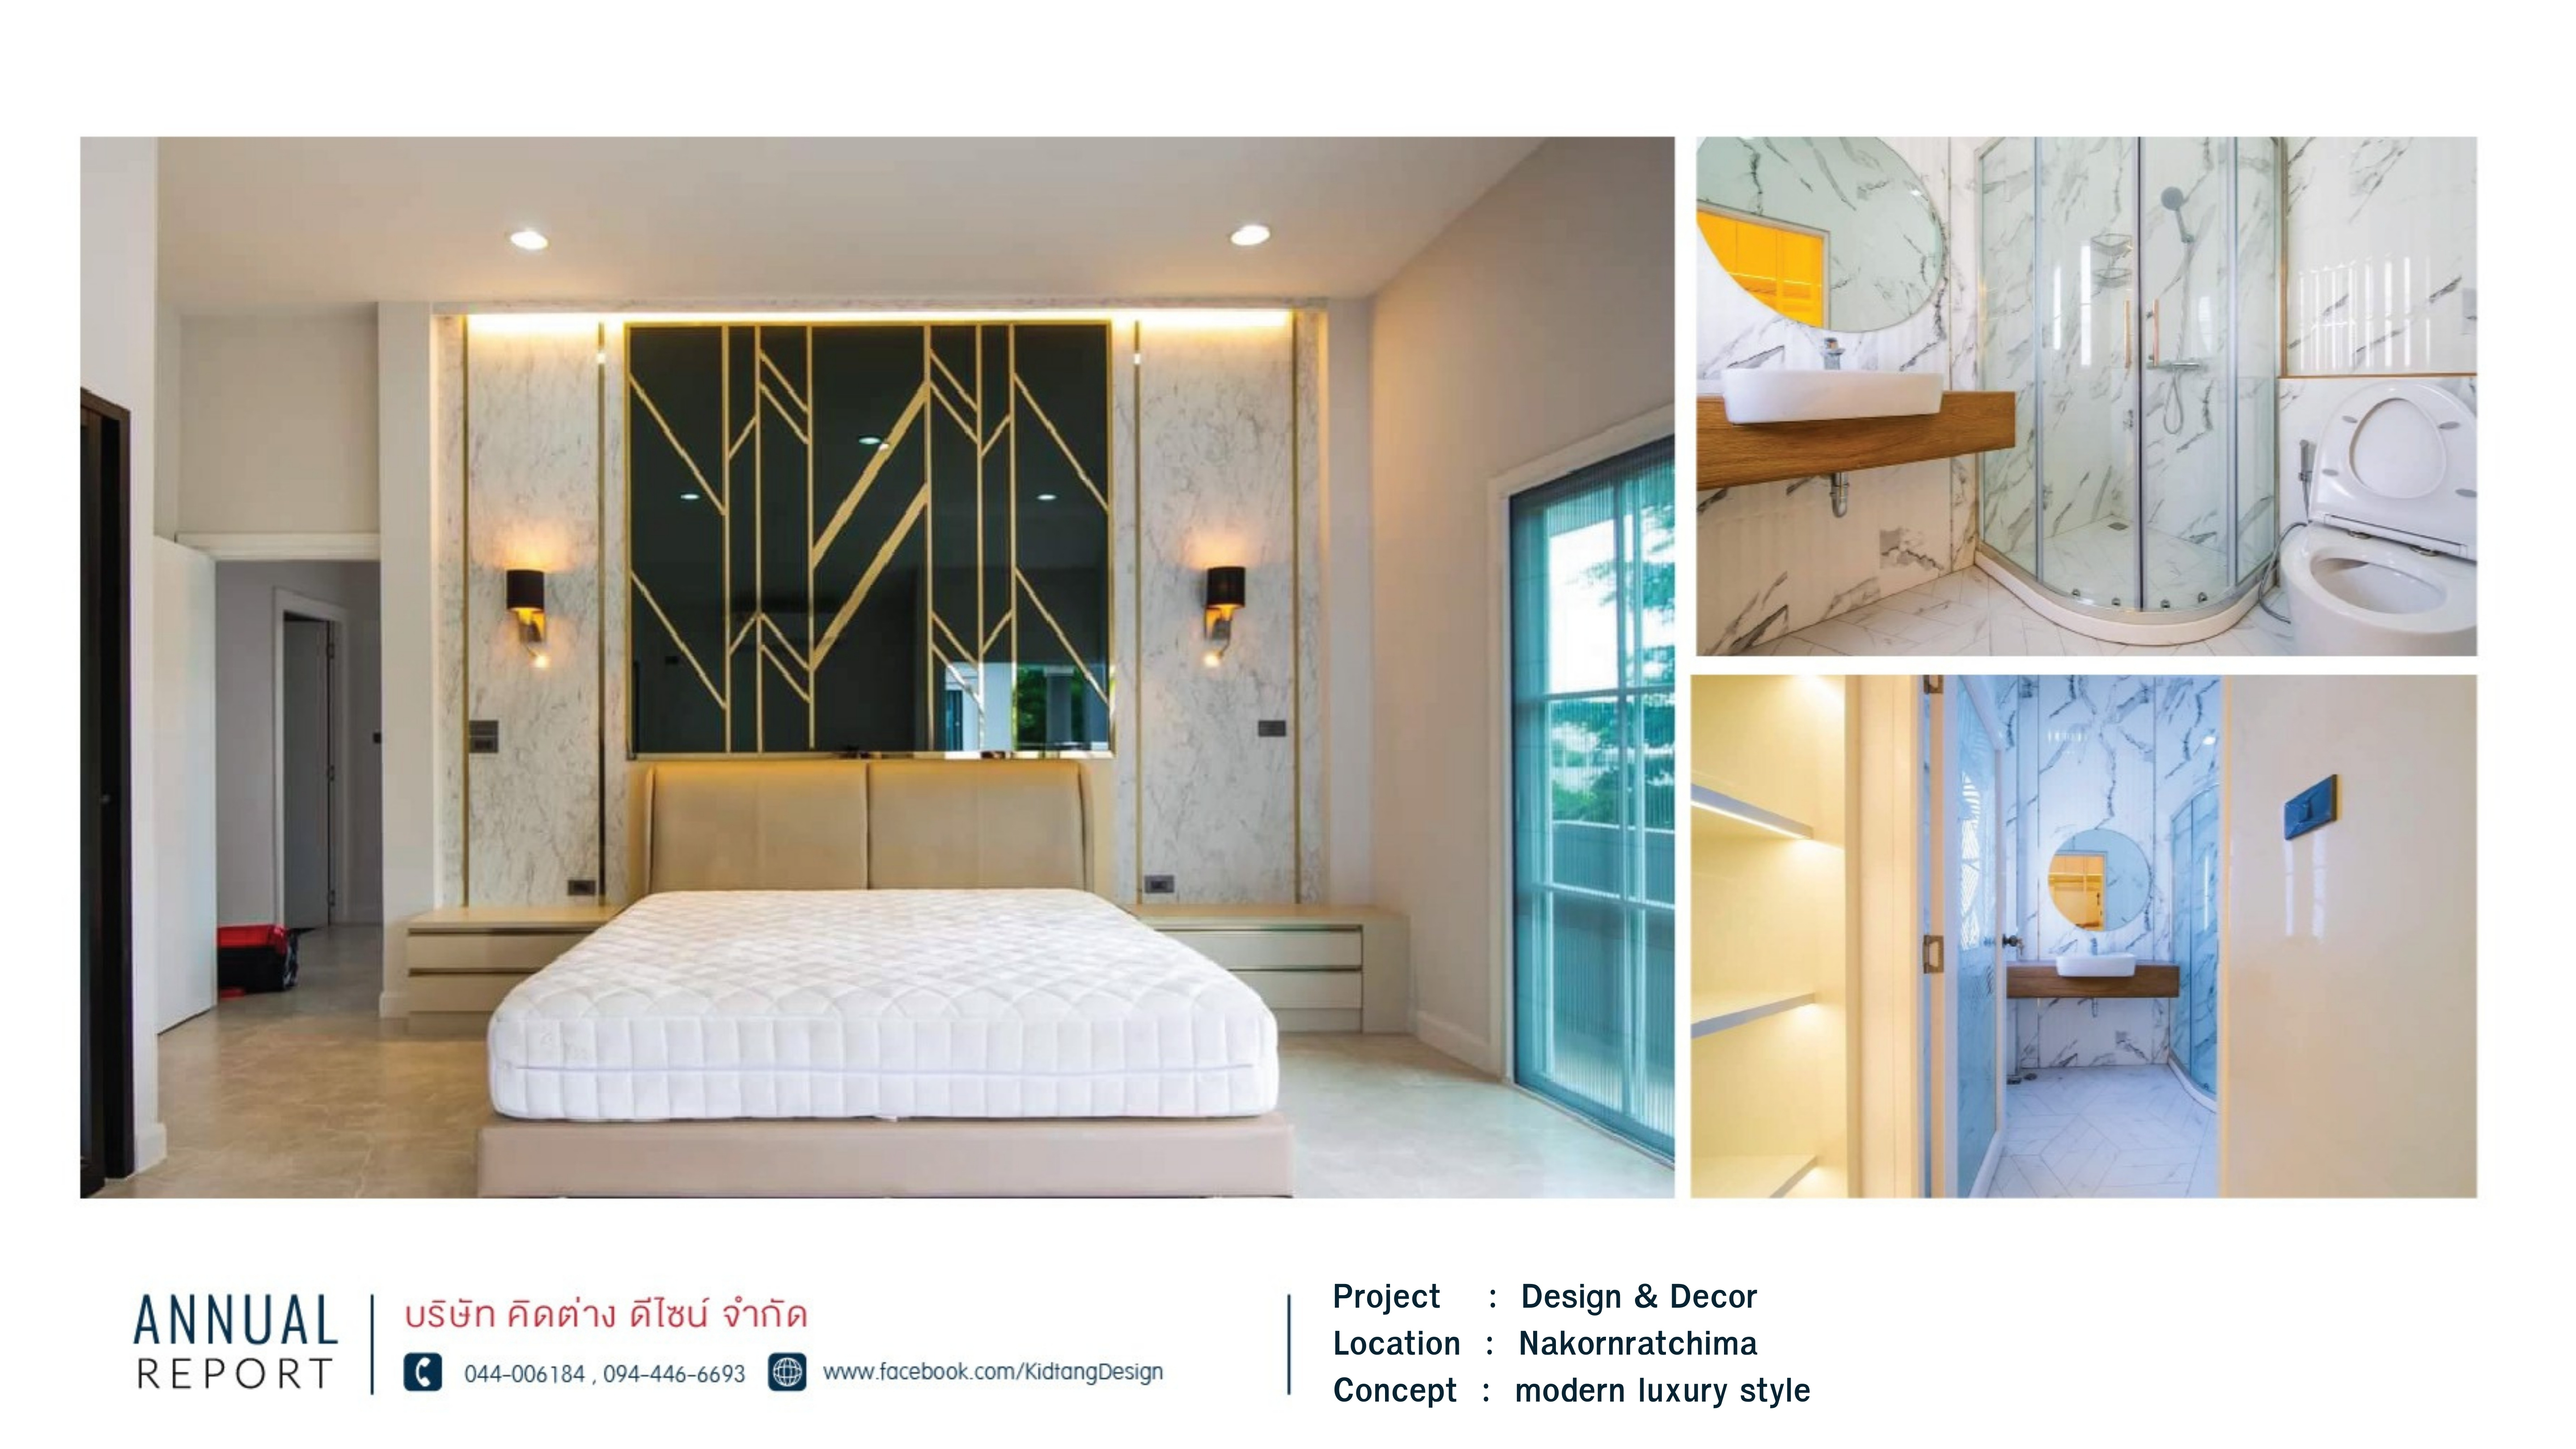 ANNUAL
REPORT
บริษัท คิดต่าง ดีไซน์ จำกัด
044-006184 , 094-446-6693 www.facebook.com/KidtangDesign
Project : Design & Decor
Location : Nakornratchima
Concept : modern luxury style